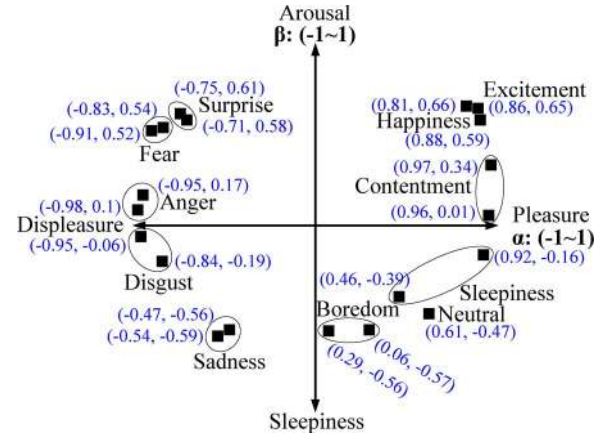 Arousal
β: (-1~1)
(-0.75, 0.61)
Surprise
(-0.83, 0.54)
(-0.71, 0.58)
(-0.91, 0.52)
Fear
Excitement
(0.81, 0.66)
(0.86, 0.65)
Happiness
(0.88, 0.59)
(0.97, 0.34)
Contentment
(0.96, 0.01)
(-0.95, 0.17)
Anger
(-0.98, 0.1)
Displeasure
(-0.95, -0.06)
(-0.84, -0.19)
Disgust
Pleasure
α: (-1~1)
(0.92, -0.16)
(0.46, -0.39)
Sleepiness
Boredom
Neutral
(0.61, -0.47)
(-0.47, -0.56)
(-0.54, -0.59)
Sadness
(0.06, -0.57)
(0.29, -0.56)
Sleepiness